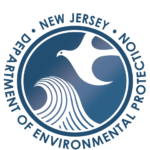 • NEW JERSEY •
DEPARTMENT OF ENVIRONMENTAL PROTECTION